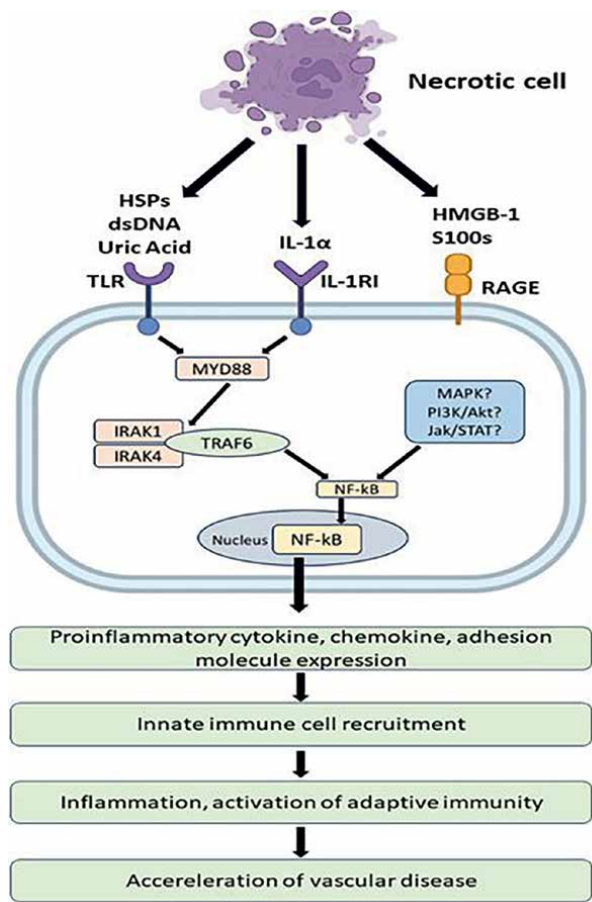 Necrotic cell
HSPs
dsDNA
Uric Acid
TLR
IL-1α
IL-1RI
HMGB-1
S100s
RAGE
MYD88
IRAK1
IRAK4
TRAF6
MAPK?
PI3K/Akt?
Jak/STAT?
NF-kB
Nucleus
NF-kB
Proinflammatory cytokine, chemokine, adhesion
molecule expression
Innate immune cell recruitment
Inflammation, activation of adaptive immunity
Accereleration of vascular disease